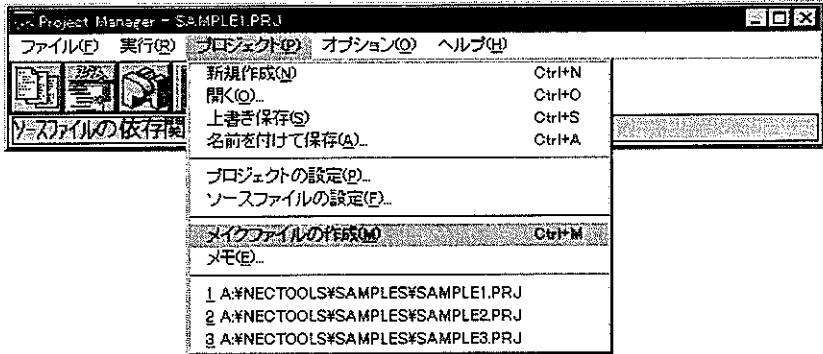 Project Manager - SAMPLE1.PRJ
ファイル(F) 実行(R) プロジェクト(P) オプション(O) ヘルプ(H)
新規作成(N) Ctrl+N
開く(O)... Ctrl+O
上書き保存(S) Ctrl+S
名前を付けて保存(A)... Ctrl+A
ソースファイルの依存関
プロジェクトの設定(P)...
ソースファイルの設定(F)...
メイクファイルの作成(M) Ctrl+M
メモ(E)...
1 A:¥NECTOOLS¥SAMPLES¥SAMPLE1.PRJ
2 A:¥NECTOOLS¥SAMPLES¥SAMPLE2.PRJ
3 A:¥NECTOOLS¥SAMPLES¥SAMPLE3.PRJ